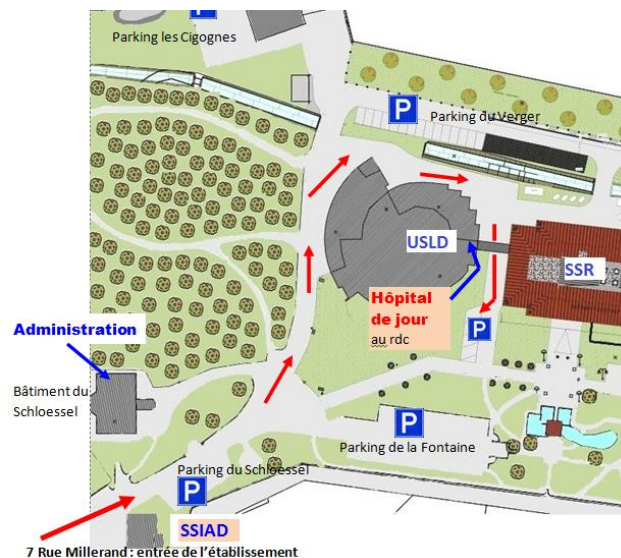 P
Parking les Cigognes
P
Parking du Verger
USLD
SSR
Hôpital
de jour
au rdc
P
Administration
Bâtiment du
Schloessel
P
Parking de la Fontaine
Parking du Schloessel
P
SSIAD
7 Rue Millerand : entrée de l'établissement